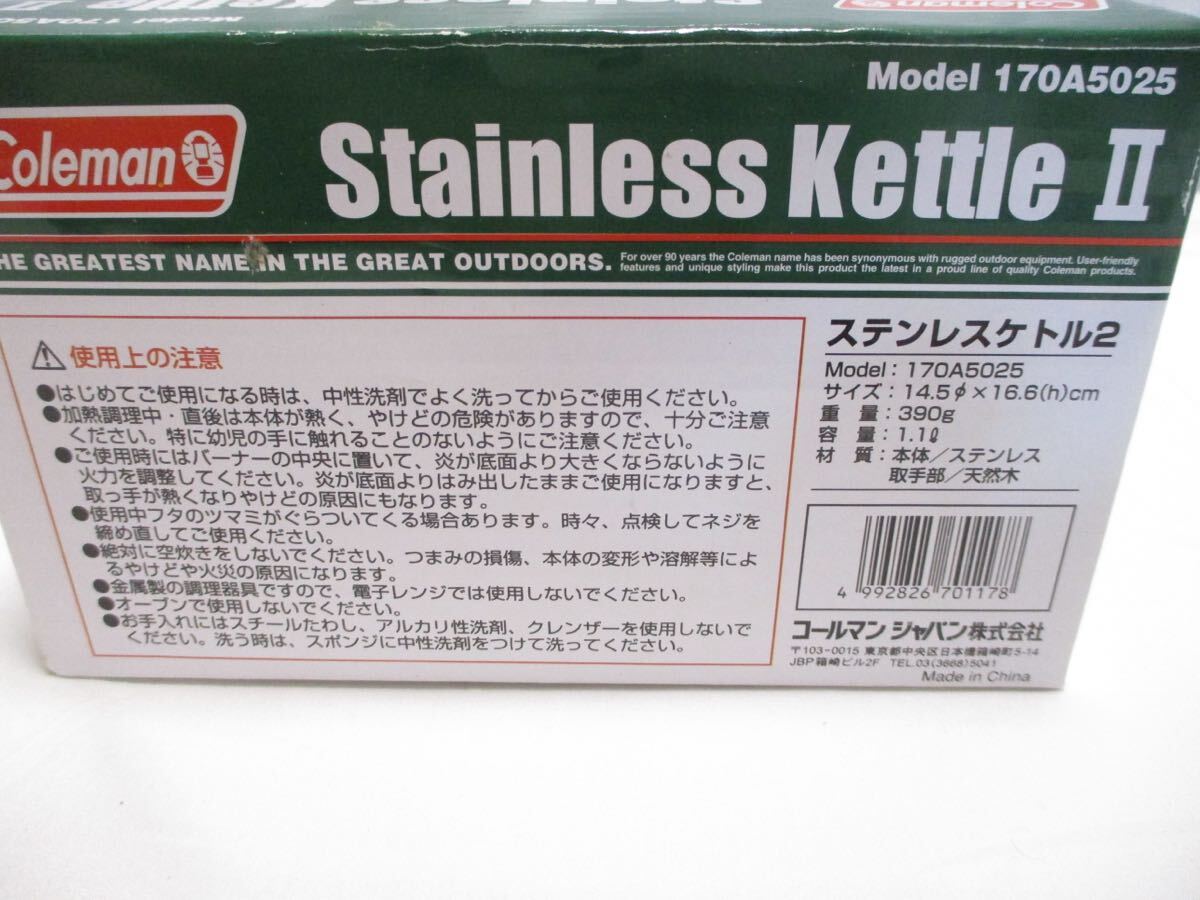 Stainless Kettle II
Model 170A50
Coleman
Model 170A5025
Coleman
Stainless Kettle II
HE GREATEST NAME IN THE GREAT OUTDOORS.
For over 90 years the Coleman name has been synonymous with rugged outdoor equipment. User-friendly
features and unique styling make this product the latest in a proud line of quality Coleman products.
使用上の注意
●はじめてご使用になる時は、中性洗剤でよく洗ってからご使用ください。
●加熱調理中・直後は本体が熱く、やけどの危険がありますので、十分ご注意
ください。特に幼児の手に触れることのないようにご注意ください。
●ご使用時にはバーナーの中央に置いて、炎が底面より大きくならないように
火力を調整してください。炎が底面よりはみ出したままご使用になりますと、
取っ手が熱くなりやけどの原因にもなります。
●使用中フタのツマミがぐらついてくる場合あります。時々、点検してネジを
締め直してご使用ください。
●絶対に空炊きをしないでください。つまみの損傷、本体の変形や溶解等によ
るやけどや火災の原因になります。
●金属製の調理器具ですので、電子レンジでは使用しないでください。
●オーブンで使用しないでください。
●お手入れにはスチールたわし、アルカリ性洗剤、クレンザーを使用しないで
ください。洗う時は、スポンジに中性洗剤をつけて洗ってください。
ステンレスケトル2
Model : 170A5025
サイズ : 14.5φ×16.6(h)cm
重 量 : 390g
容 量 : 1.1ℓ
材 質 : 本体／ステンレス
取手部／天然木
4 992826 701178
コールマン ジャパン株式会社
〒103-0015 東京都中央区日本橋箱崎町5-14
JBP箱崎ビル2F TEL.03(3668)5041
Made in China